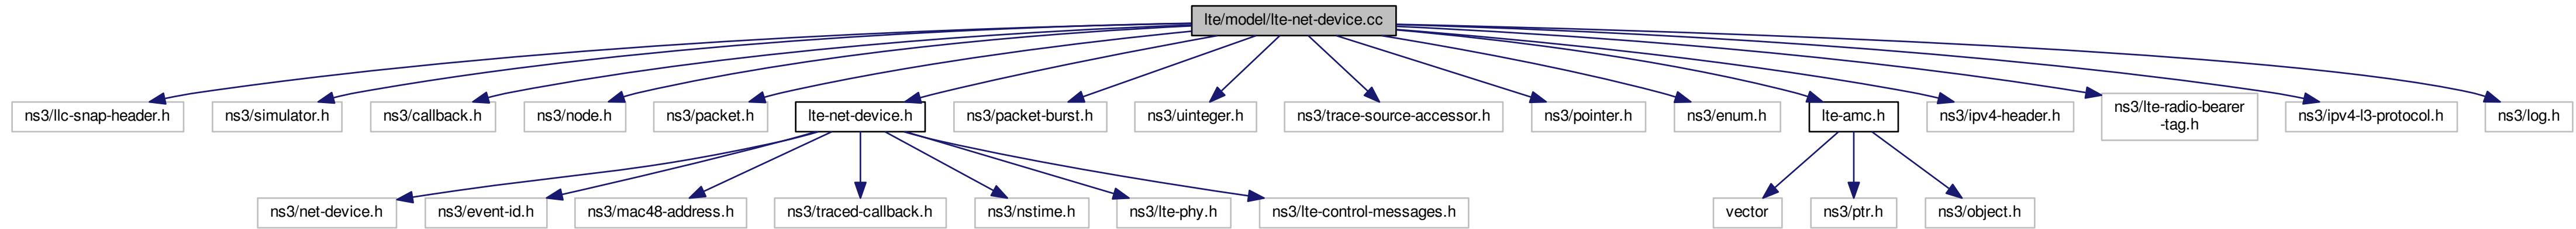 lte/model/lte-net-device.cc
ns3/llc-snap-header.h
ns3/simulator.h
ns3/callback.h
ns3/node.h
ns3/packet.h
lte-net-device.h
ns3/packet-burst.h
ns3/uinteger.h
ns3/trace-source-accessor.h
ns3/pointer.h
ns3/enum.h
lte-amc.h
ns3/ipv4-header.h
ns3/lte-radio-bearer
-tag.h
ns3/ipv4-l3-protocol.h
ns3/log.h
ns3/net-device.h
ns3/event-id.h
ns3/mac48-address.h
ns3/traced-callback.h
ns3/nstime.h
ns3/lte-phy.h
ns3/lte-control-messages.h
vector
ns3/ptr.h
ns3/object.h